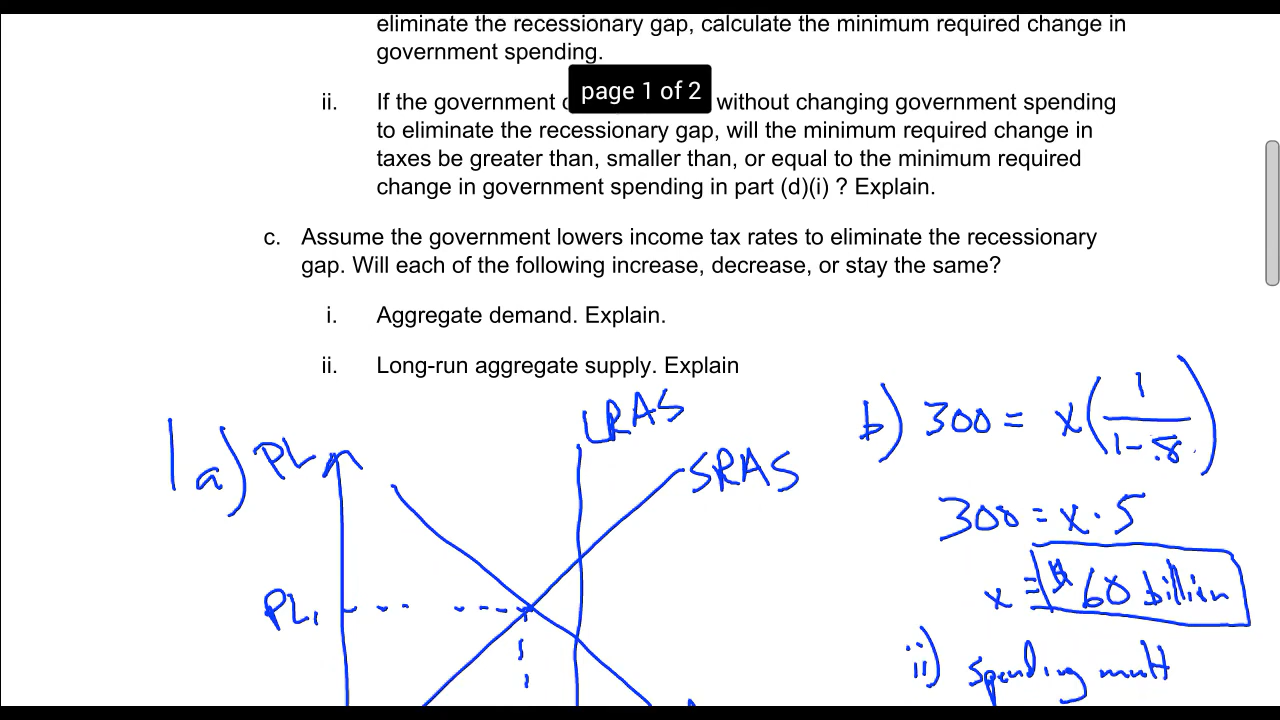 eliminate the recessionary gap, calculate the minimum required change in
government spending.
page 1 of 2
ii. If the government without changing government spending
to eliminate the recessionary gap, will the minimum required change in
taxes be greater than, smaller than, or equal to the minimum required
change in government spending in part (d)(i) ? Explain.
c. Assume the government lowers income tax rates to eliminate the recessionary
gap. Will each of the following increase, decrease, or stay the same?
i. Aggregate demand. Explain.
ii. Long-run aggregate supply. Explain
1a) PL
LRAS
SRAS
PL₁
b) 300 = x(1/(1-.8))
300 = x · 5
x = $60 billion
ii) spending mult